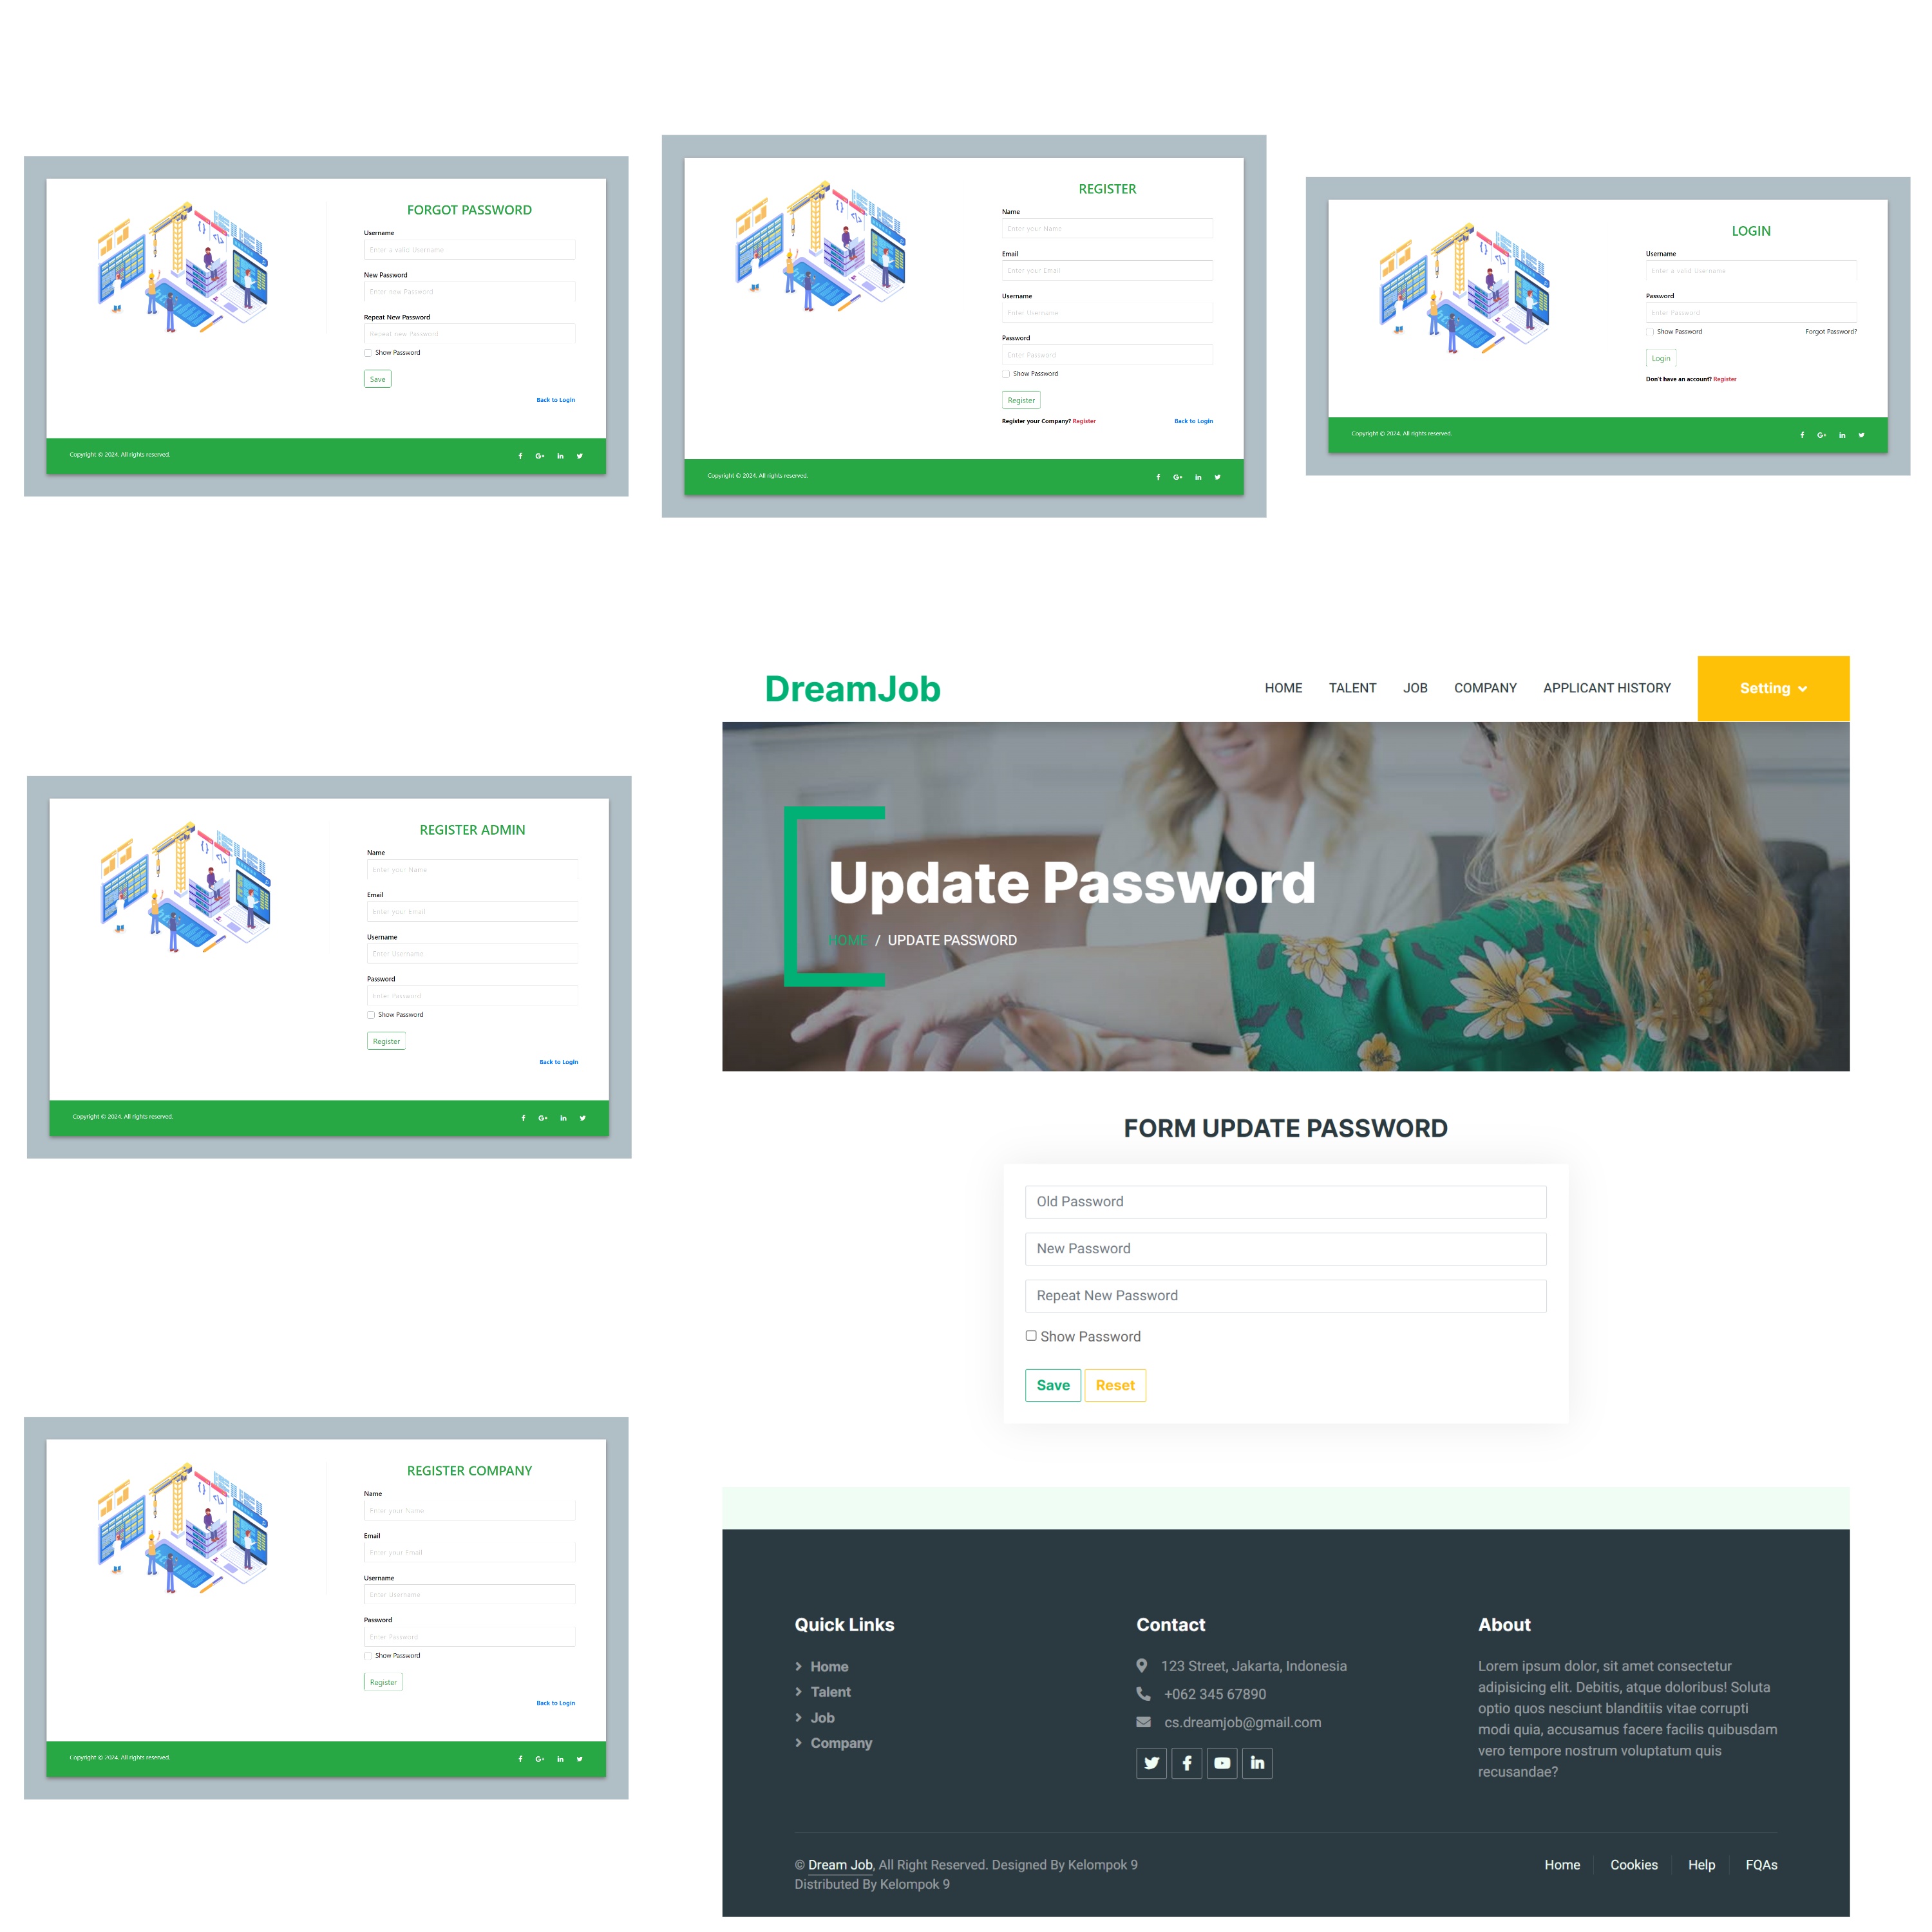 FORGOT PASSWORD
Username
Enter a valid Username
New Password
Enter new Password
Repeat New Password
Repeat new Password
Show Password
Save
Back to Login
Copyright © 2024. All rights reserved.
G+ in
REGISTER
Name
Enter your Name
Email
Enter your Email
Username
Enter Username
Password
Enter Password
Show Password
Register
Register your Company? Register Back to Login
Copyright © 2024. All rights reserved.
G+ in
LOGIN
Username
Enter a valid Username
Password
Enter Password
Show Password Forgot Password?
Login
Don't have an account? Register
Copyright © 2024. All rights reserved.
G+ in
REGISTER ADMIN
Name
Enter your Name
Email
Enter your Email
Username
Enter Username
Password
Enter Password
Show Password
Register
Back to Login
Copyright © 2024. All rights reserved.
G+ in
DreamJob HOME TALENT JOB COMPANY APPLICANT HISTORY Setting
Update Password
HOME / UPDATE PASSWORD
FORM UPDATE PASSWORD
Old Password
New Password
Repeat New Password
Show Password
Save Reset
REGISTER COMPANY
Name
Enter your Name
Email
Enter your Email
Username
Enter Username
Password
Enter Password
Show Password
Register
Back to Login
Copyright © 2024. All rights reserved.
G+ in
Quick Links
Home
Talent
Job
Company
Contact
123 Street, Jakarta, Indonesia
+062 345 67890
cs.dreamjob@gmail.com
in
About
Lorem ipsum dolor, sit amet consectetur
adipisicing elit. Debitis, atque doloribus! Soluta
optio quos nesciunt blanditiis vitae corrupti
modi quia, accusamus facere facilis quibusdam
vero tempore nostrum voluptatum quis
recusandae?
© Dream Job, All Right Reserved. Designed By Kelompok 9
Distributed By Kelompok 9
Home Cookies Help FQAs